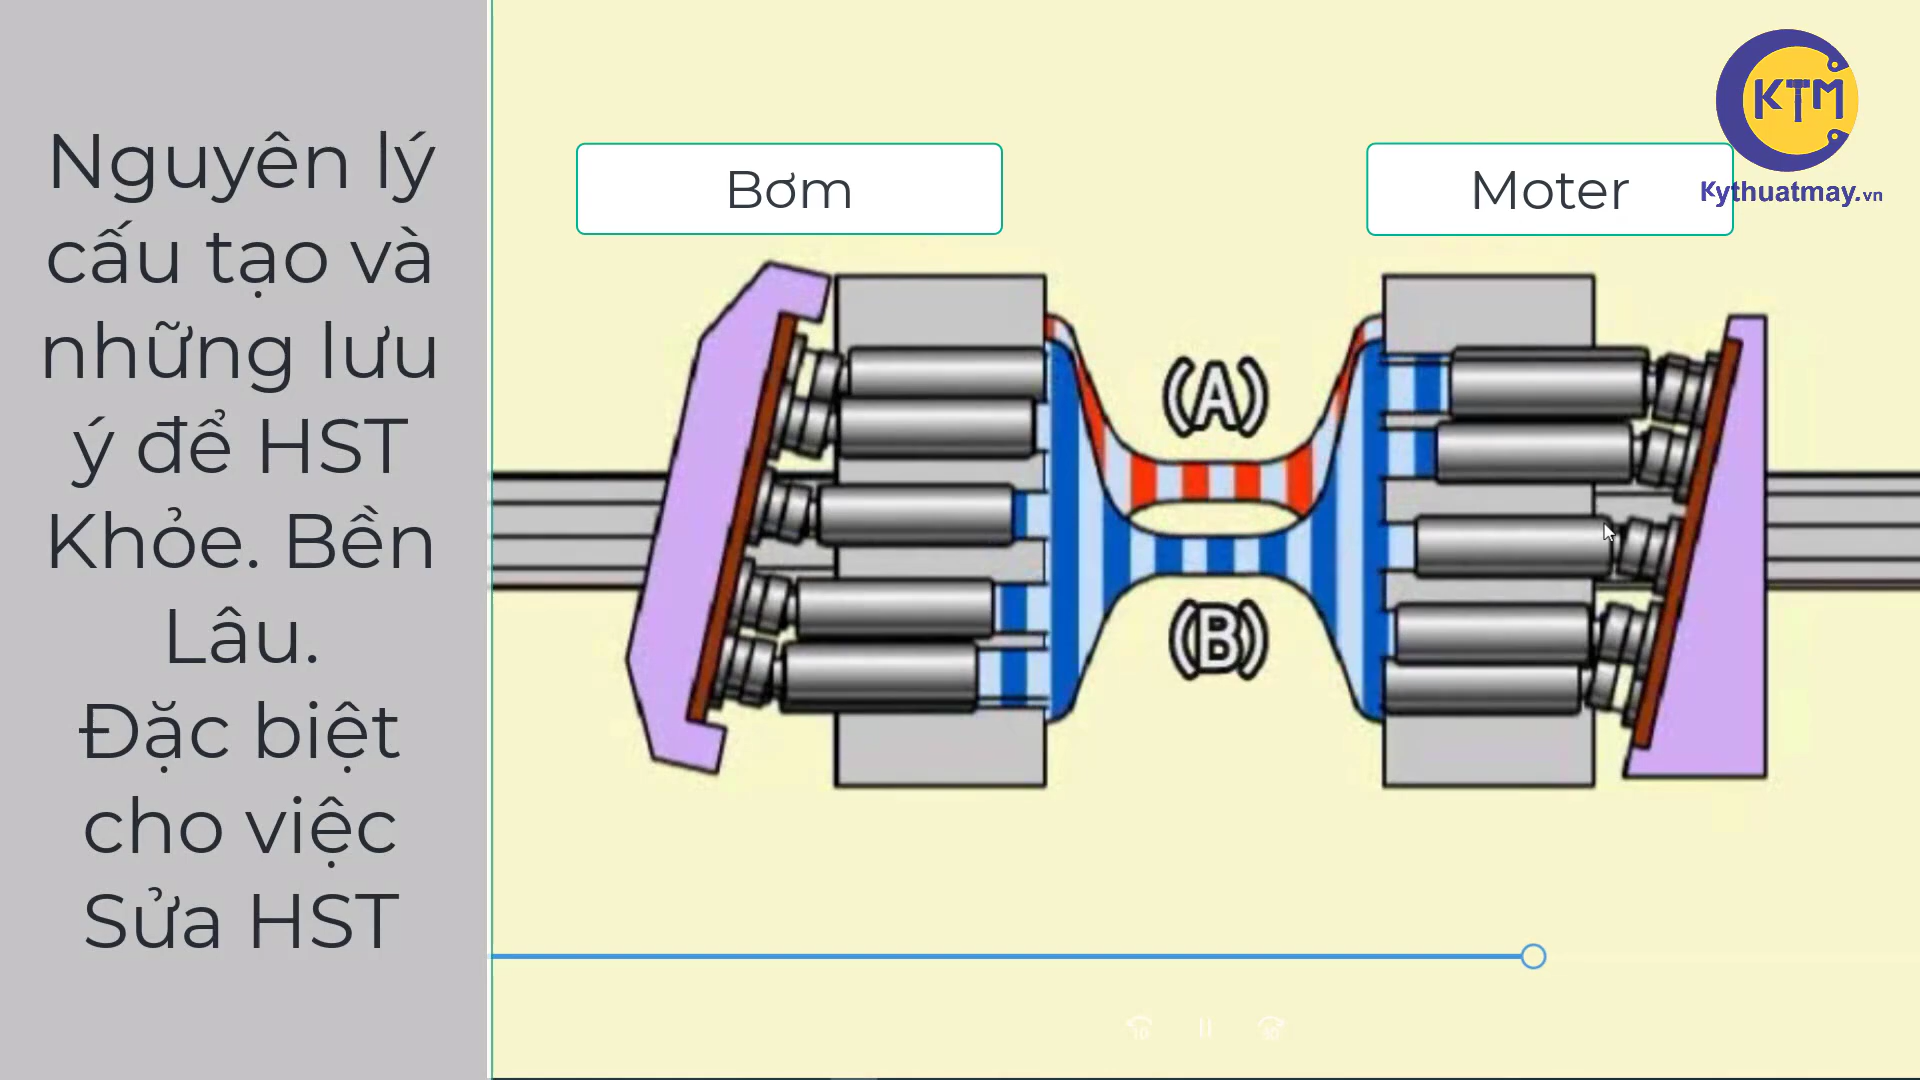 Nguyên lý
cấu tạo và
những lưu
ý để HST
Khỏe. Bền
Lâu.
Đặc biệt
cho việc
Sửa HST
Bơm
Moter
KTM
Kythuatmay.vn
(A)
(B)